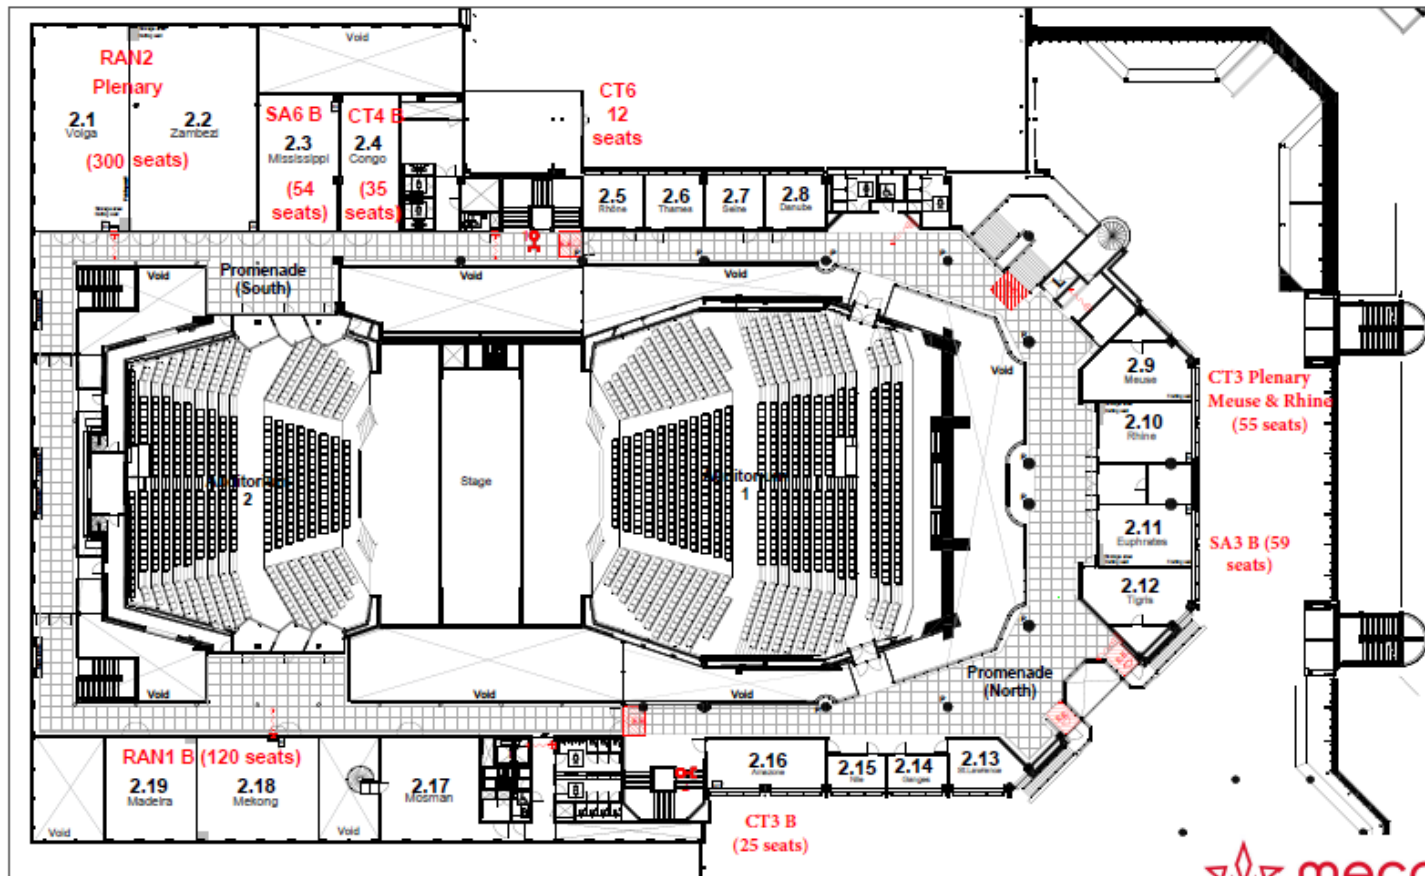 Void
RAN2
Plenary
2.1
Volga
2.2
Zambezi
(300 seats)
SA6 B
2.3
Mississippi
(54
seats)
CT4 B
2.4
Congo
(35
seats)
CT6
12
seats
2.5
Rhône
2.6
Thames
2.7
Seine
2.8
Danube
Void
Promenade
(South)
Void
Void
Void
2.9
Meuse
CT3 Plenary
Meuse & Rhine
(55 seats)
2.10
Rhine
Auditorium
2
Stage
Auditorium
1
2.11
Euphrates
SA3 B (59
seats)
2.12
Tigris
Promenade
(North)
Void
Void
Void
RAN1 B (120 seats)
2.19
Madeira
2.18
Mekong
2.17
Mosman
2.16
2.15
Nile
2.14
Ganges
2.13
St Lawrence
Void
Void
CT3 B
(25 seats)